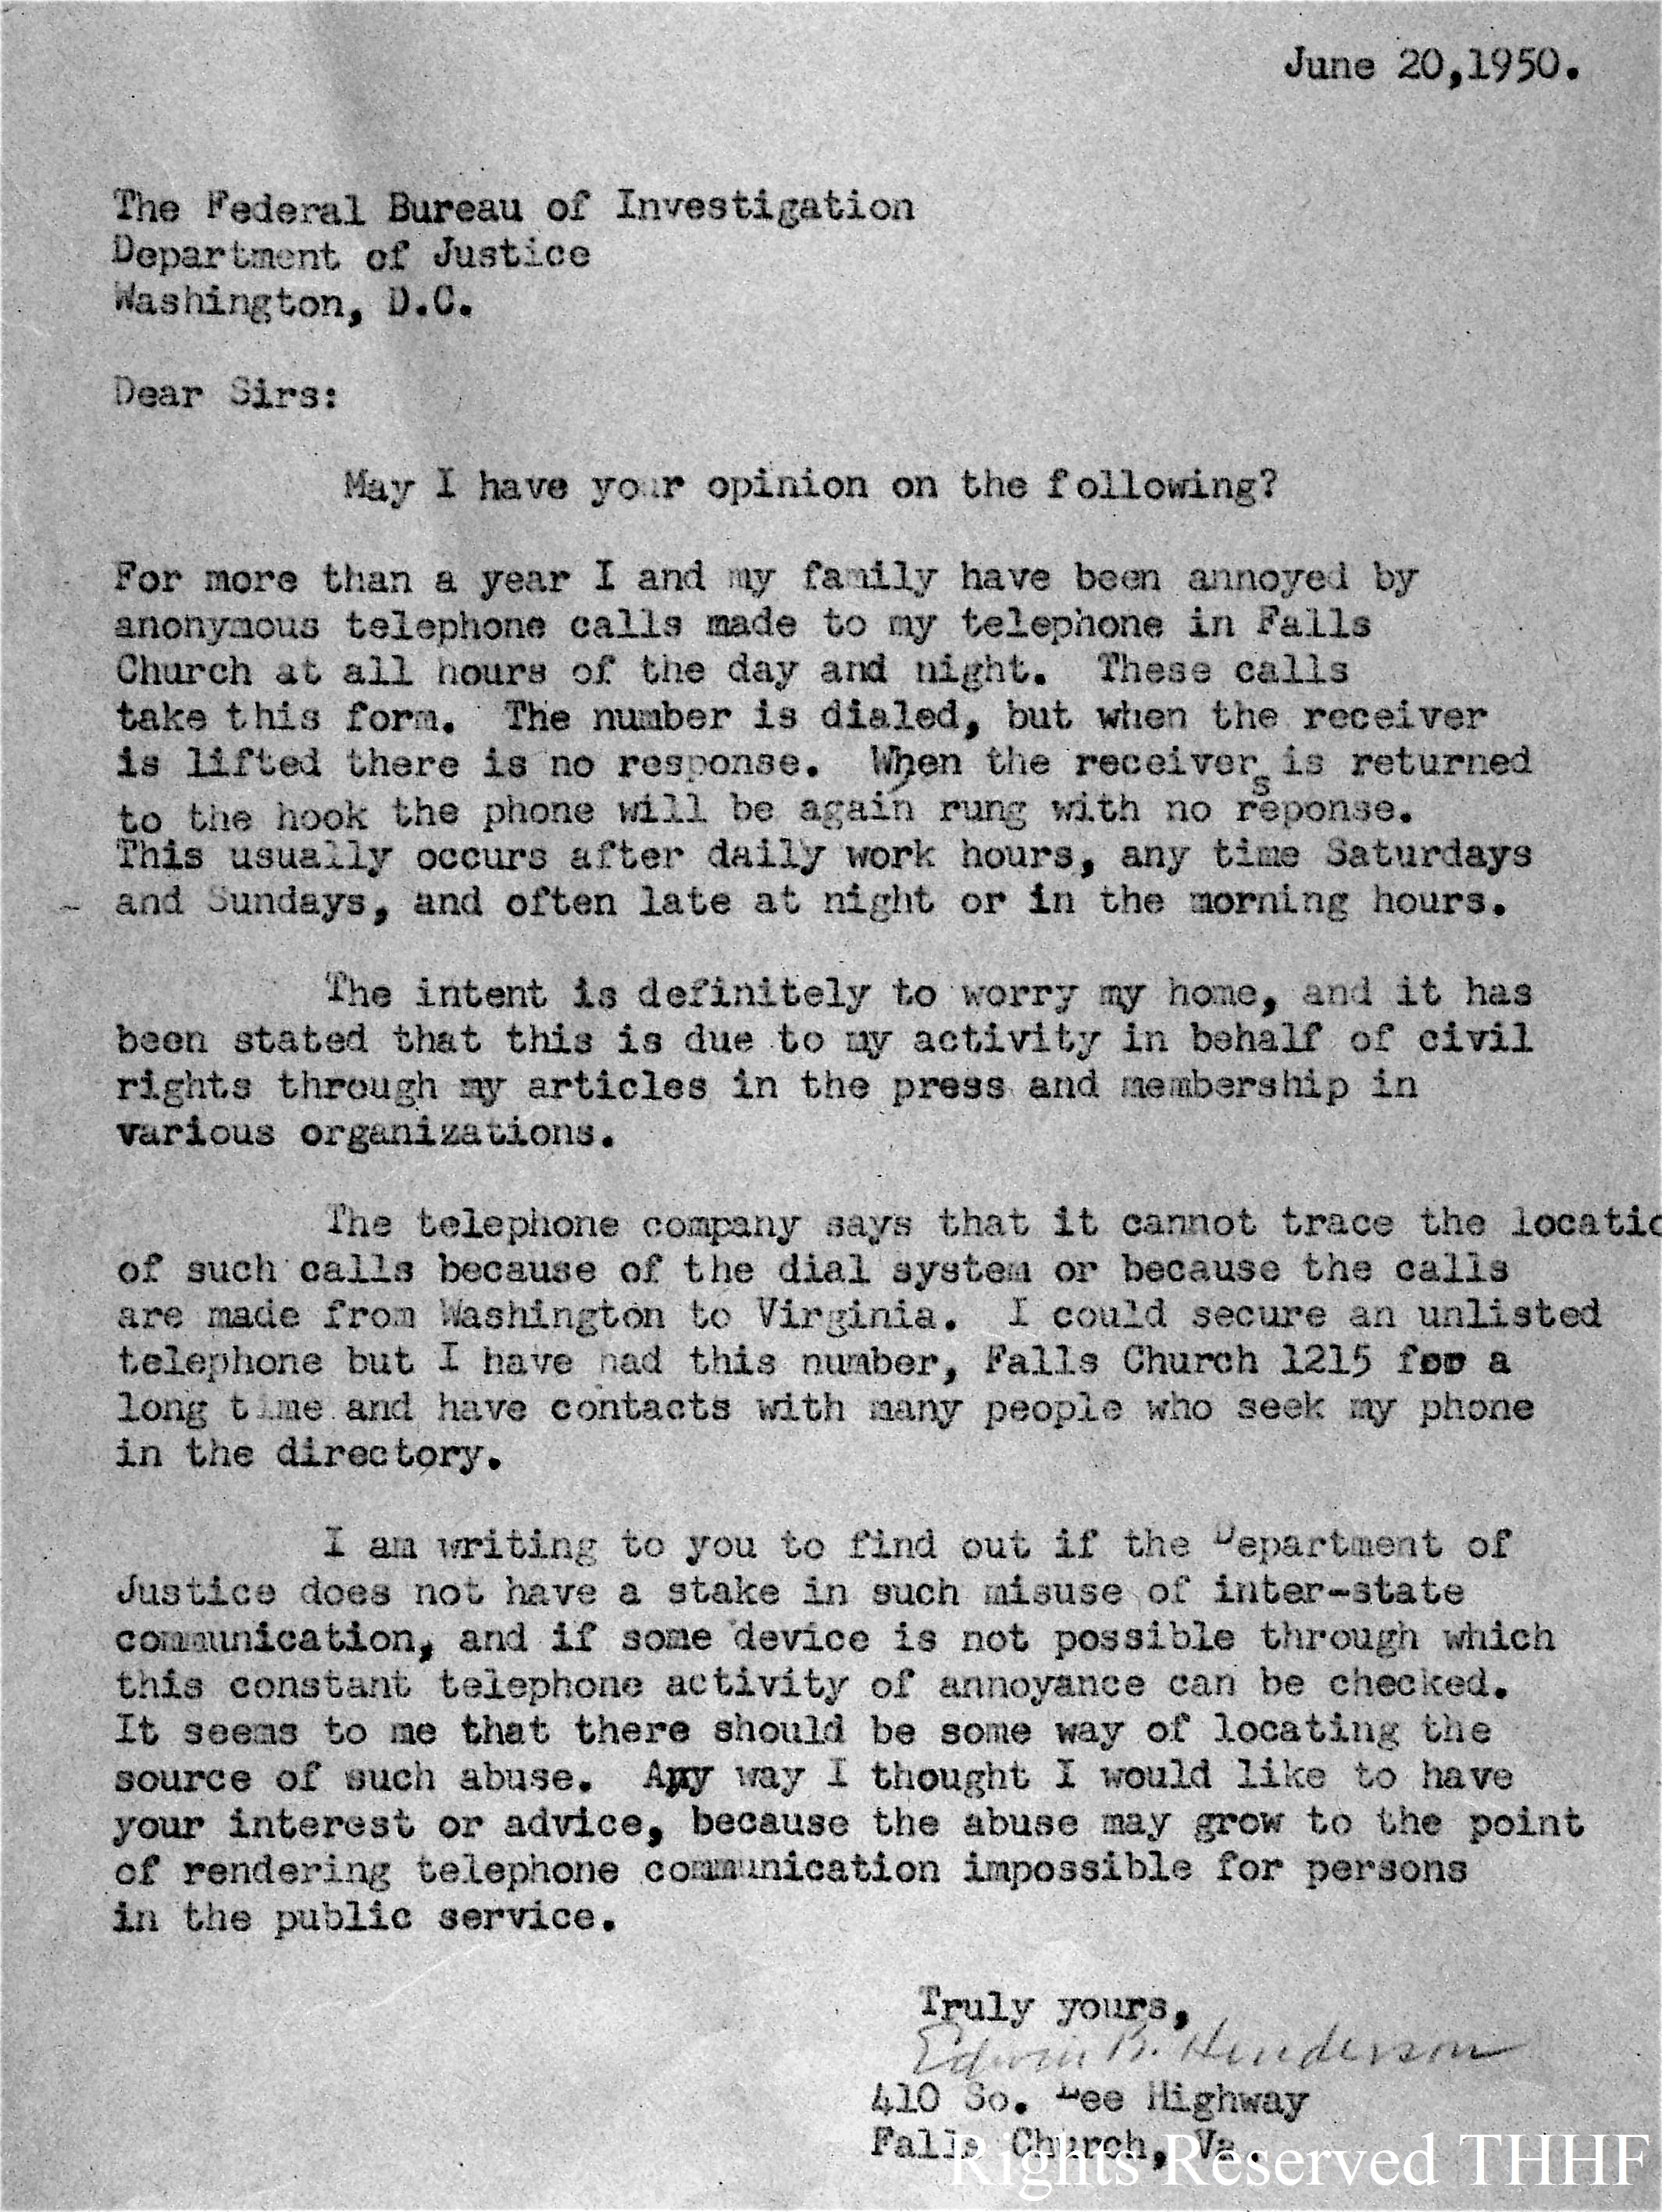 June 20,1950.
The Federal Bureau of Investigation
Department of Justice
Washington, D.C.
Dear Sirs:
May I have your opinion on the following?
For more than a year I and my family have been annoyed by
anonymous telephone calls made to my telephone in Falls
Church at all hours of the day and night. These calls
take this form. The number is dialed, but when the receiver
is lifted there is no response. When the receiver is returned
to the hook the phone will be again rung with no response.
This usually occurs after daily work hours, any time Saturdays
and Sundays, and often late at night or in the morning hours.
The intent is definitely to worry my home, and it has
been stated that this is due to my activity in behalf of civil
rights through my articles in the press and membership in
various organizations.
The telephone company says that it cannot trace the locatio
of such calls because of the dial system or because the calls
are made from Washington to Virginia. I could secure an unlisted
telephone but I have had this number, Falls Church 1215 for a
long time and have contacts with many people who seek my phone
in the directory.
I am writing to you to find out if the Department of
Justice does not have a stake in such misuse of inter-state
communication, and if some device is not possible through which
this constant telephone activity of annoyance can be checked.
It seems to me that there should be some way of locating the
source of such abuse. Any way I thought I would like to have
your interest or advice, because the abuse may grow to the point
of rendering telephone communication impossible for persons
in the public service.
Truly yours,
Edwin B. Henderson
410 So. Lee Highway
Falls Church, Va.
Rights Reserved THHF